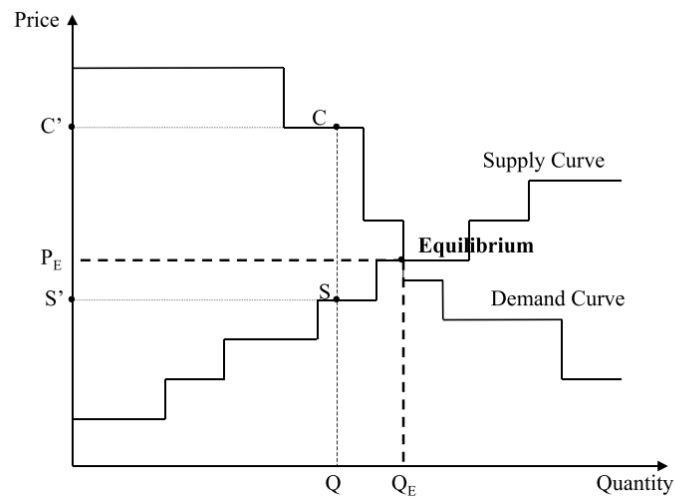 Price
C'
C
Supply Curve
P_E
Equilibrium
S'
S
Demand Curve
Q
Q_E
Quantity